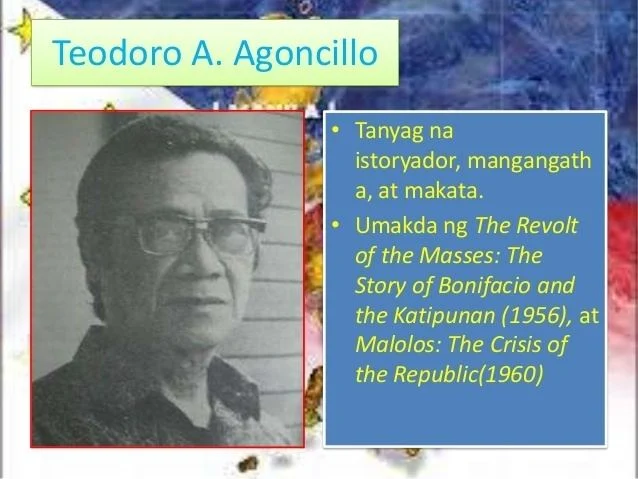 Teodoro A. Agoncillo
• Tanyag na
istoryador, mangangath
a, at makata.
• Umakda ng The Revolt
of the Masses: The
Story of Bonifacio and
the Katipunan (1956), at
Malolos: The Crisis of
the Republic(1960)